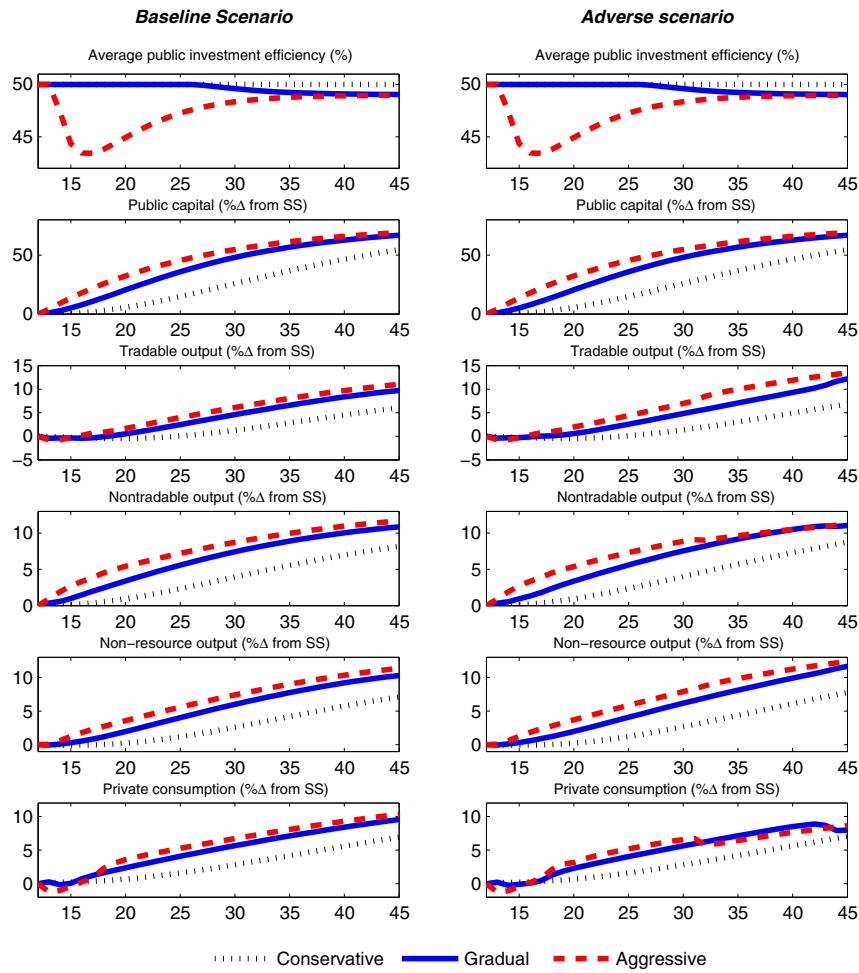 Baseline Scenario
Adverse scenario
Average public investment efficiency (%)
50
45
15 20 25 30 35 40 45
Average public investment efficiency (%)
50
45
15 20 25 30 35 40 45
Public capital (%Δ from SS)
50
0
15 20 25 30 35 40 45
Public capital (%Δ from SS)
50
0
15 20 25 30 35 40 45
Tradable output (%Δ from SS)
15
10
5
0
−5
15 20 25 30 35 40 45
Tradable output (%Δ from SS)
15
10
5
0
−5
15 20 25 30 35 40 45
Nontradable output (%Δ from SS)
10
5
0
15 20 25 30 35 40 45
Nontradable output (%Δ from SS)
10
5
0
15 20 25 30 35 40 45
Non−resource output (%Δ from SS)
10
5
0
15 20 25 30 35 40 45
Non−resource output (%Δ from SS)
10
5
0
15 20 25 30 35 40 45
Private consumption (%Δ from SS)
10
5
0
15 20 25 30 35 40 45
Private consumption (%Δ from SS)
10
5
0
15 20 25 30 35 40 45
Conservative Gradual Aggressive